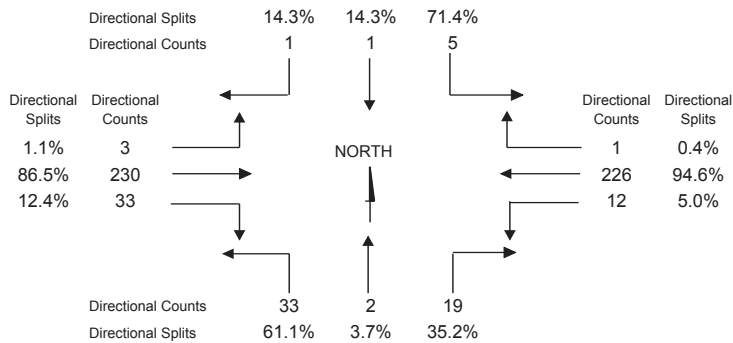 Directional Splits 14.3% 14.3% 71.4%
Directional Counts 1 1 5
Directional Directional Directional Directional
Splits Counts Counts Splits
1.1% 3 1 0.4%
NORTH
86.5% 230 226 94.6%
12.4% 33 12 5.0%
Directional Counts 33 2 19
Directional Splits 61.1% 3.7% 35.2%